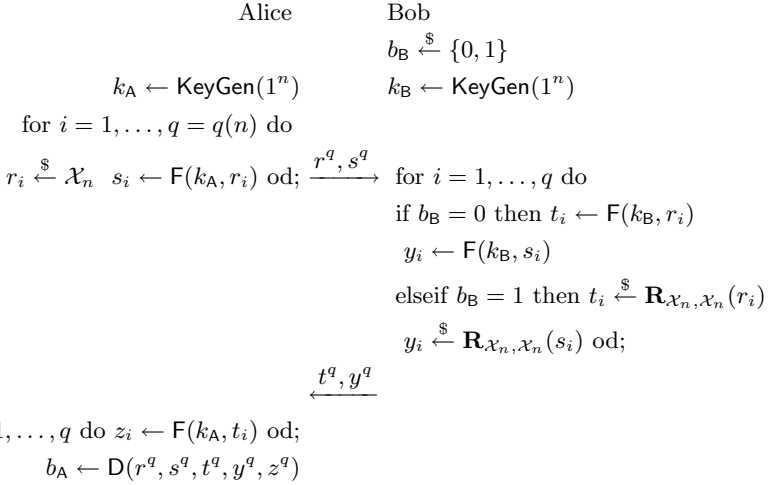 Alice Bob
b_B ←$ {0, 1}
k_A ← KeyGen(1^n) k_B ← KeyGen(1^n)
for i = 1, . . . , q = q(n) do
r_i ←$ 𝒳_n s_i ← F(k_A, r_i) od; r^q, s^q ⟶ for i = 1, . . . , q do
if b_B = 0 then t_i ← F(k_B, r_i)
y_i ← F(k_B, s_i)
elseif b_B = 1 then t_i ←$ R_{𝒳_n,𝒳_n}(r_i)
y_i ←$ R_{𝒳_n,𝒳_n}(s_i) od;
t^q, y^q ⟵
, . . . , q do z_i ← F(k_A, t_i) od;
b_A ← D(r^q, s^q, t^q, y^q, z^q)